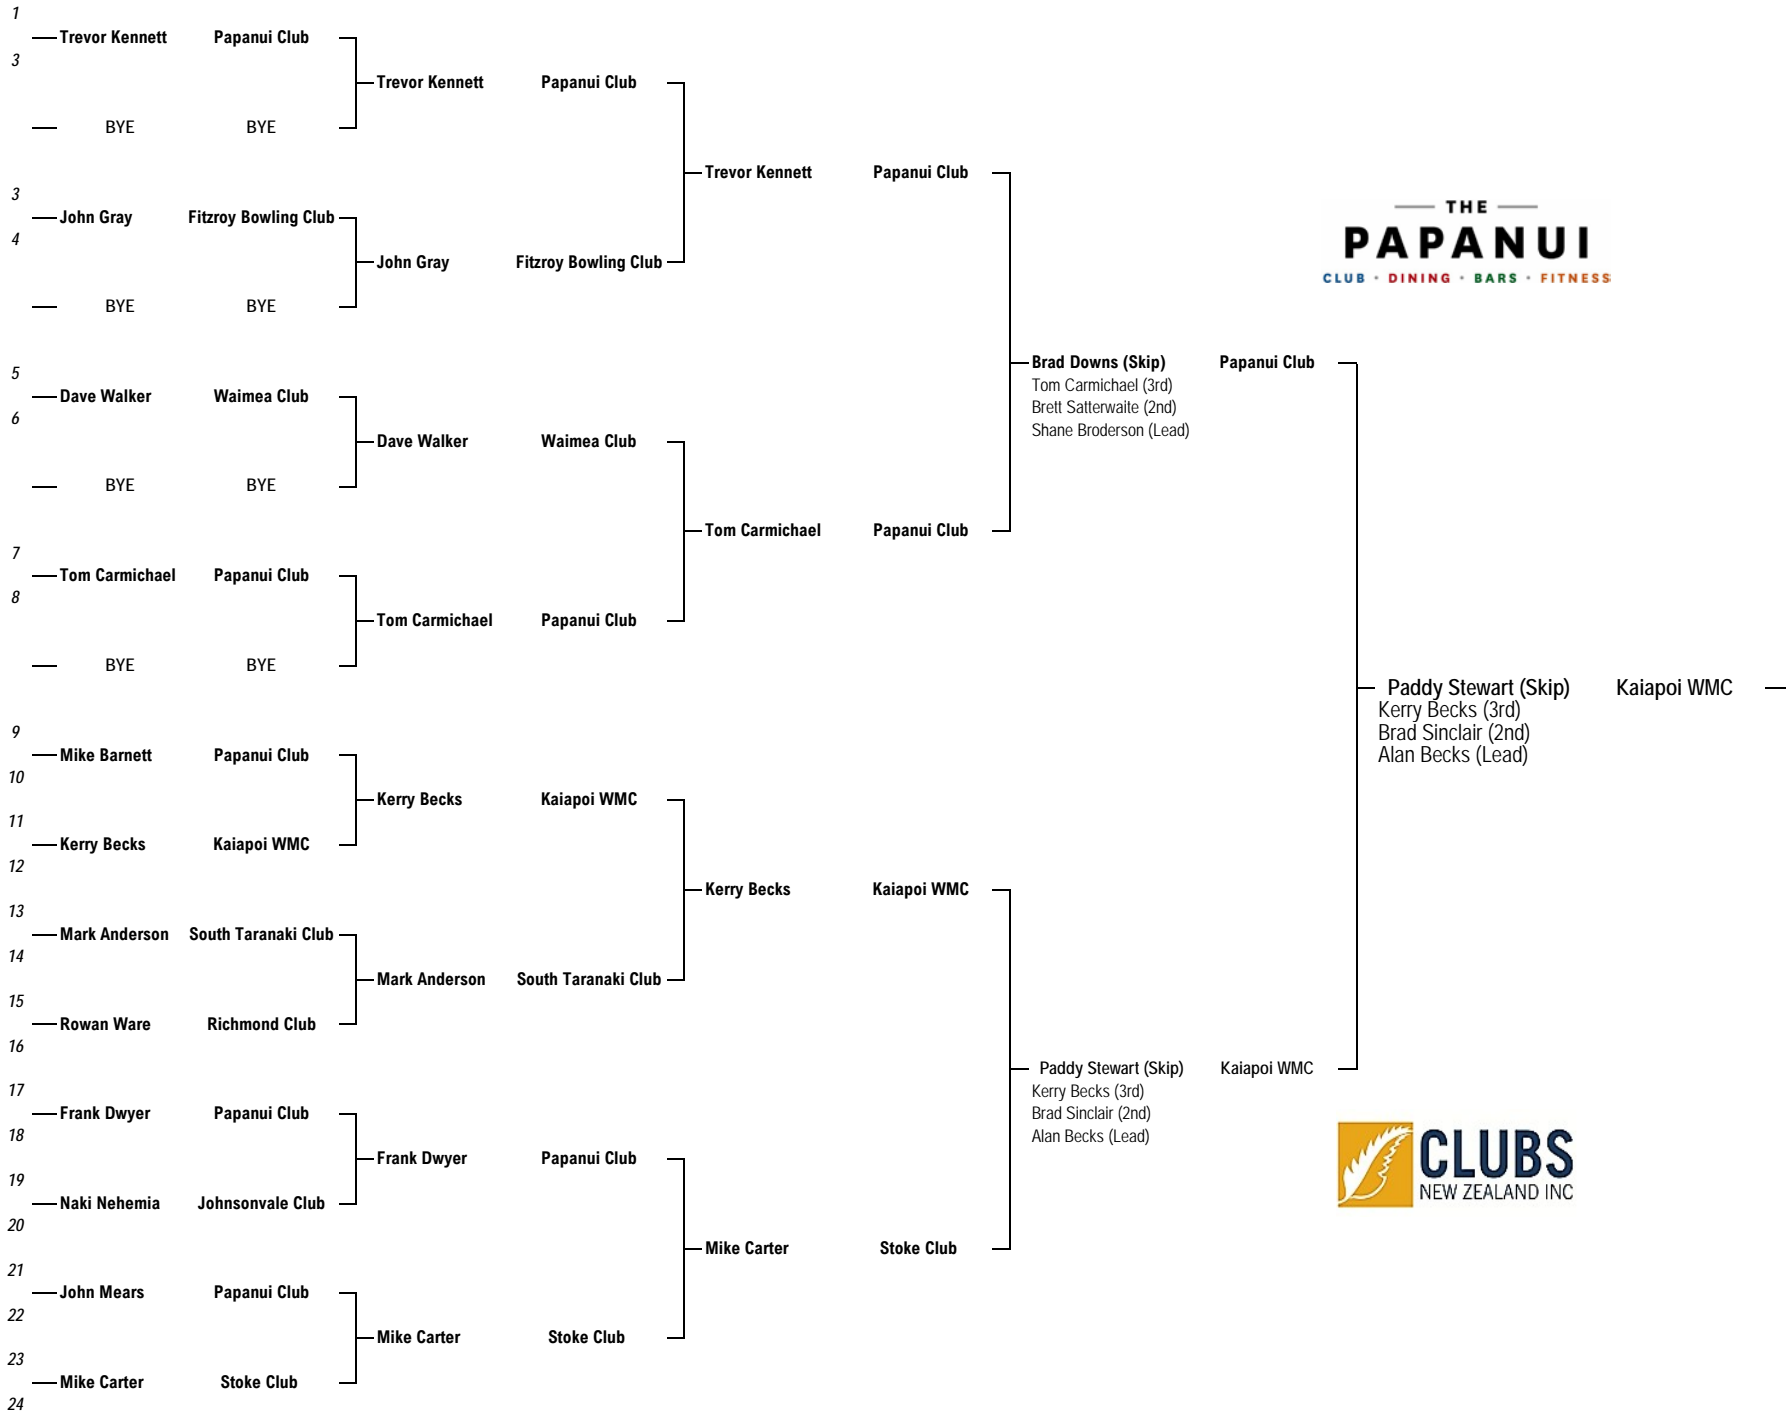 1
Trevor Kennett Papanui Club
3
Trevor Kennett Papanui Club
BYE BYE
Trevor Kennett Papanui Club
3
John Gray Fitzroy Bowling Club
4
John Gray Fitzroy Bowling Club
BYE BYE
THE
PAPANUI
CLUB · DINING · BARS · FITNESS
Brad Downs (Skip) Papanui Club
Tom Carmichael (3rd)
Brett Satterwaite (2nd)
Shane Broderson (Lead)
5
Dave Walker Waimea Club
6
Dave Walker Waimea Club
BYE BYE
Tom Carmichael Papanui Club
7
Tom Carmichael Papanui Club
8
Tom Carmichael Papanui Club
BYE BYE
Paddy Stewart (Skip) Kaiapoi WMC
Kerry Becks (3rd)
Brad Sinclair (2nd)
Alan Becks (Lead)
9
Mike Barnett Papanui Club
10
Kerry Becks Kaiapoi WMC
11
Kerry Becks Kaiapoi WMC
12
Kerry Becks Kaiapoi WMC
13
Mark Anderson South Taranaki Club
14
Mark Anderson South Taranaki Club
15
Rowan Ware Richmond Club
16
Paddy Stewart (Skip) Kaiapoi WMC
Kerry Becks (3rd)
Brad Sinclair (2nd)
Alan Becks (Lead)
17
Frank Dwyer Papanui Club
18
Frank Dwyer Papanui Club
19
Naki Nehemia Johnsonvale Club
20
Mike Carter Stoke Club
CLUBS
NEW ZEALAND INC
21
John Mears Papanui Club
22
Mike Carter Stoke Club
23
Mike Carter Stoke Club
24